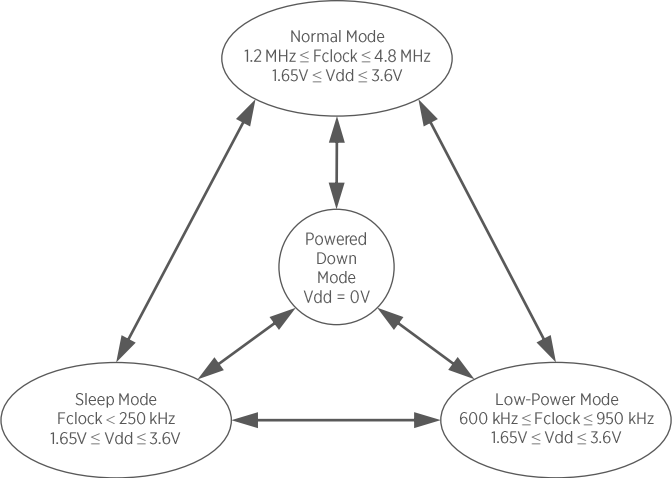 Normal Mode
1.2 MHz ≤ Fclock ≤ 4.8 MHz
1.65V ≤ Vdd ≤ 3.6V
Powered
Down
Mode
Vdd = 0V
Sleep Mode
Fclock < 250 kHz
1.65V ≤ Vdd ≤ 3.6V
Low-Power Mode
600 kHz ≤ Fclock ≤ 950 kHz
1.65V ≤ Vdd ≤ 3.6V